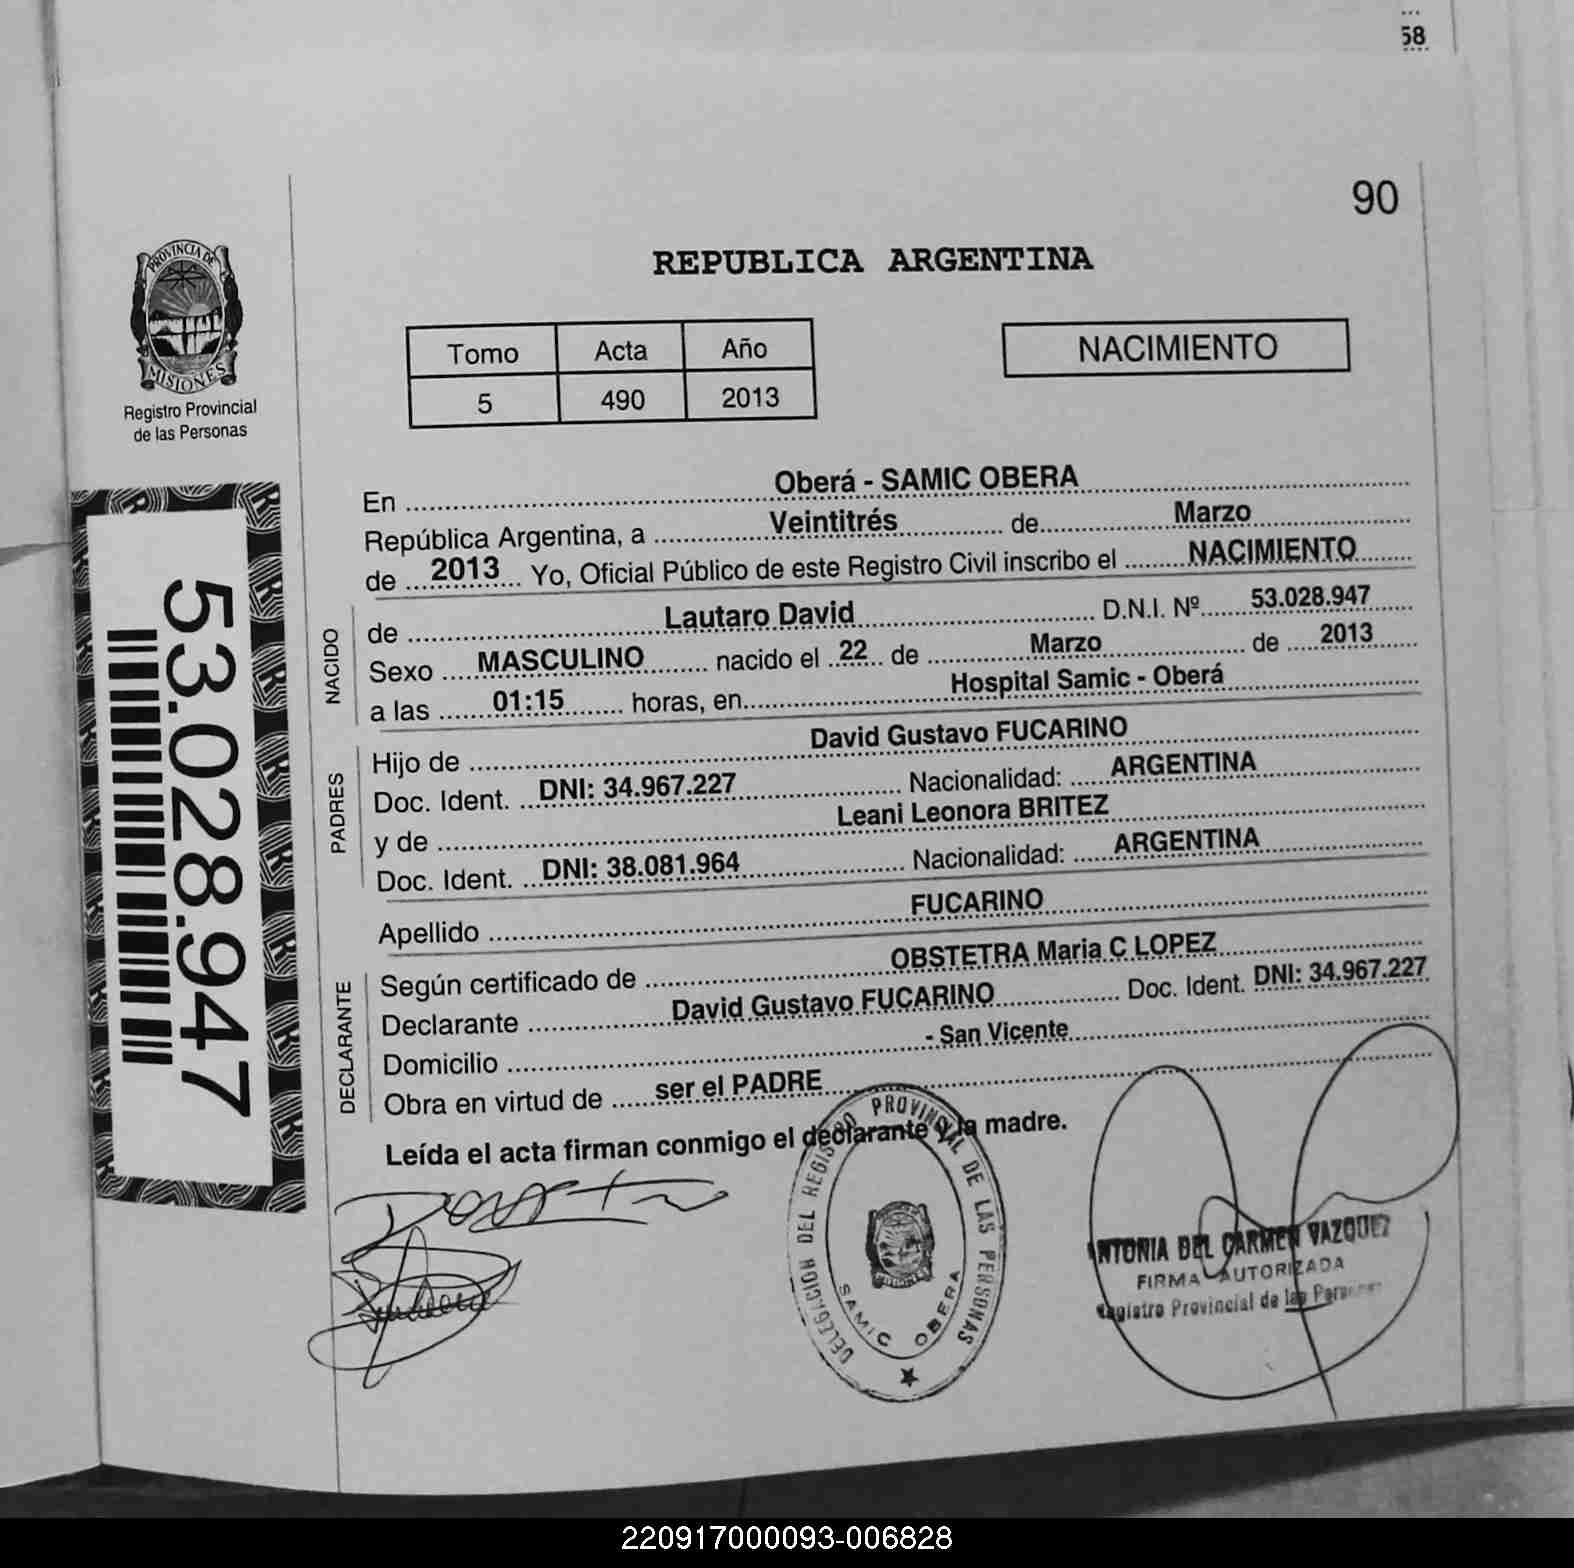 58
90
PROVINCIA DE
MISIONES
Registro Provincial
de las Personas
REPUBLICA ARGENTINA
Tomo Acta Año
5 490 2013
NACIMIENTO
53.028.947
En Oberá - SAMIC OBERA
República Argentina, a Veintitrés de Marzo
de 2013 Yo, Oficial Público de este Registro Civil inscribo el NACIMIENTO
NACIDO
de Lautaro David D.N.I. Nº 53.028.947
Sexo MASCULINO nacido el 22 de Marzo de 2013
a las 01:15 horas, en Hospital Samic - Oberá
PADRES
Hijo de David Gustavo FUCARINO
Doc. Ident. DNI: 34.967.227 Nacionalidad: ARGENTINA
y de Leani Leonora BRITEZ
Doc. Ident. DNI: 38.081.964 Nacionalidad: ARGENTINA
Apellido FUCARINO
DECLARANTE
Según certificado de OBSTETRA Maria C LOPEZ
Declarante David Gustavo FUCARINO Doc. Ident. DNI: 34.967.227
Domicilio - San Vicente
Obra en virtud de ser el PADRE
Leída el acta firman conmigo el declarante y la madre.
DELEGACION DEL REGISTRO PROVINCIAL DE LAS PERSONAS
SAMIC OBERA
ANTONIA DEL CARMEN VAZQUEZ
FIRMA AUTORIZADA
Registro Provincial de las Personas
220917000093-006828